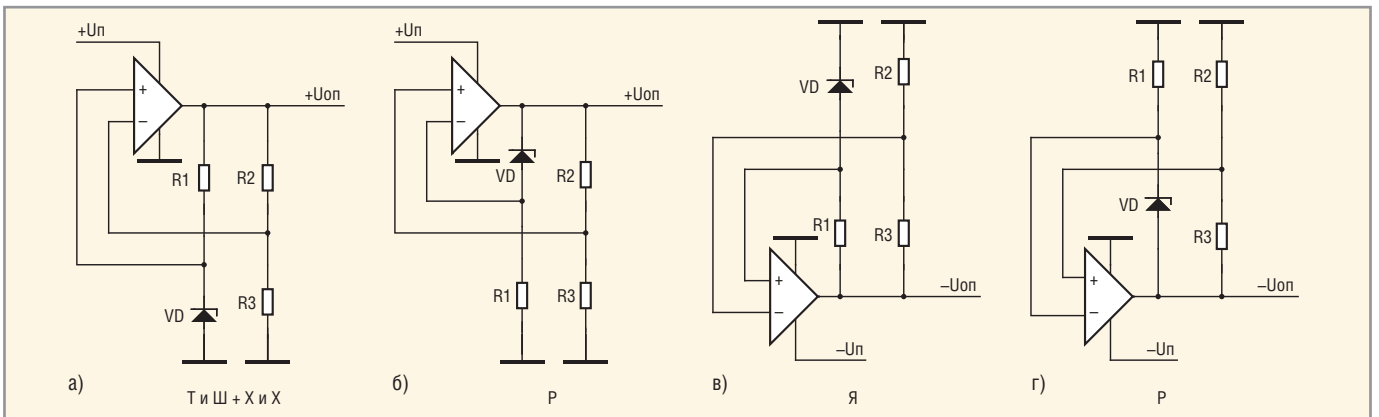 +Uп
+
−
+Uоп
R1
R2
VD
R3
а)
Т и Ш + Х и Х
+Uп
+
−
+Uоп
VD
R2
R1
R3
б)
Р
VD
R2
R1
R3
+
−
−Uоп
−Uп
в)
Я
R1
R2
VD
R3
+
−
−Uоп
−Uп
г)
Р